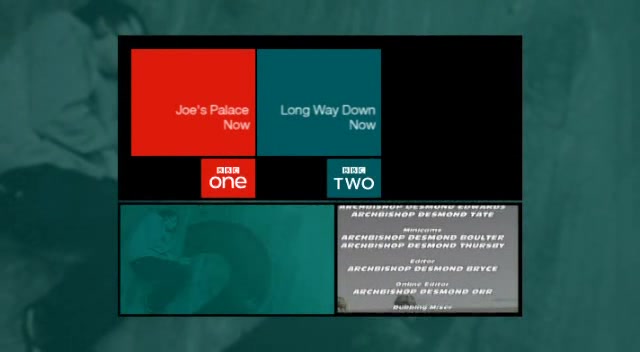 Joe's Palace
Now
Long Way Down
Now
BBC
one
BBC
TWO
ARCHBISHOP DESMOND EDWARDS
ARCHBISHOP DESMOND TATE
Minicams
ARCHBISHOP DESMOND BOULTER
ARCHBISHOP DESMOND THURSBY
Editor
ARCHBISHOP DESMOND BRYCE
Online Editor
ARCHBISHOP DESMOND ORR
Dubbing Mixer